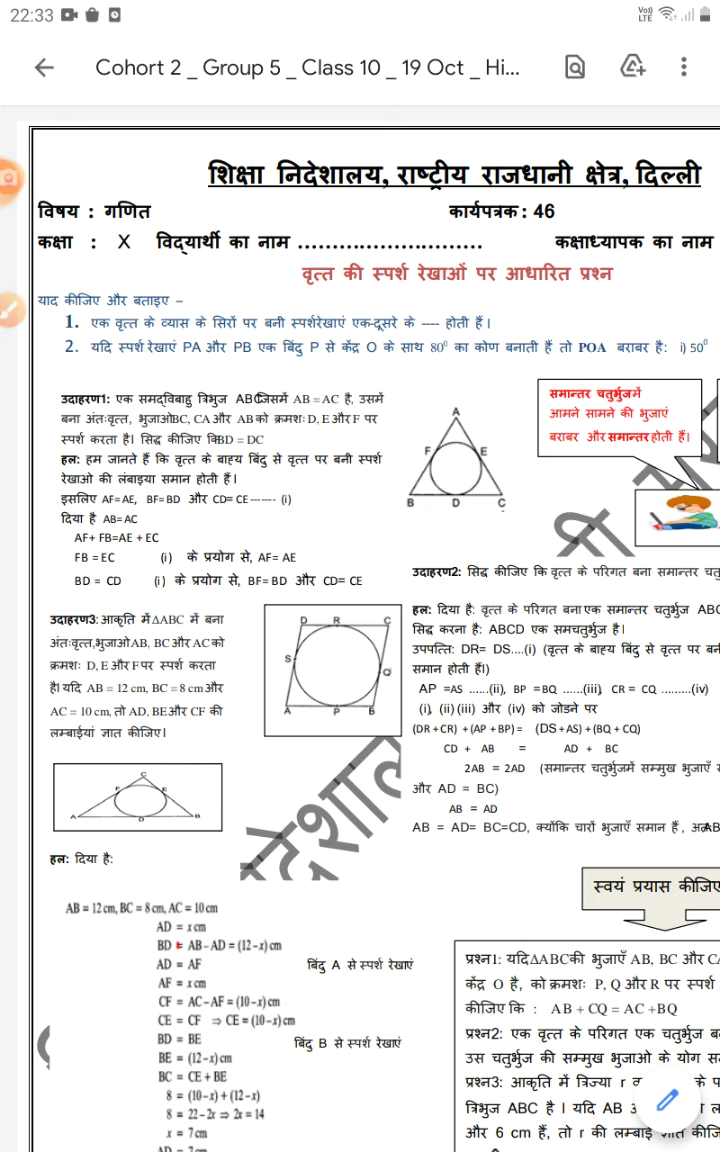 22:33
Vo) LTE
Cohort 2 _ Group 5 _ Class 10 _ 19 Oct _ Hi...
शिक्षा निदेशालय, राष्ट्रीय राजधानी क्षेत्र, दिल्ली
विषय : गणित
कार्यपत्रक : 46
कक्षा : X विद्यार्थी का नाम ............................ कक्षाध्यापक का नाम
वृत्त की स्पर्श रेखाओं पर आधारित प्रश्न
याद कीजिए और बताइए –
1. एक वृत्त के व्यास के सिरों पर बनी स्पर्शरेखाएं एक-दूसरे के ---- होती हैं।
2. यदि स्पर्श रेखाएं PA और PB एक बिंदु P से केंद्र O के साथ 80⁰ का कोण बनाती हैं तो POA बराबर है: i) 50⁰
उदाहरण1: एक समद्विबाहु त्रिभुज ABCजिसमें AB = AC है, उसमें
बना अंतःवृत्त, भुजाओBC, CA और AB को क्रमशः D, E और F पर
स्पर्श करता है। सिद्ध कीजिए किBD = DC
हल: हम जानते हैं कि वृत्त के बाहय बिंदु से वृत्त पर बनी स्पर्श
रेखाओ की लंबाइया समान होती हैं।
इसलिए AF= AE, BF= BD और CD= CE ------- (i)
दिया है AB= AC
AF+ FB=AE + EC
FB = EC (i) के प्रयोग से, AF= AE
BD = CD (i) के प्रयोग से, BF= BD और CD= CE
A
F E
B D C
समान्तर चतुर्भुजमें
आमने सामने की भुजाएं
बराबर और समान्तर होती हैं।
उदाहरण2: सिद्ध कीजिए कि वृत्त के परिगत बना समान्तर चतु
हल: दिया है: वृत्त के परिगत बना एक समान्तर चतुर्भुज ABC
सिद्ध करना है: ABCD एक समचतुर्भुज है।
उपपत्ति: DR= DS....(i) (वृत्त के बाहय बिंदु से वृत्त पर बन
समान होती हैं।)
AP =AS ......(ii), BP =BQ ......(iii), CR = CQ .........(iv)
(i), (ii) (iii) और (iv) को जोडने पर
(DR + CR) + (AP + BP) = (DS + AS) + (BQ + CQ)
CD + AB = AD + BC
2AB = 2AD (समान्तर चतुर्भुजमें सम्मुख भुजाएँ
और AD = BC)
AB = AD
AB = AD= BC=CD, क्योंकि चारों भुजाएँ समान हैं , अतःAB
उदाहरण3: आकृति में ΔABC में बना
अंतःवृत्त,भुजाओ AB, BC और AC को
क्रमशः D, E और F पर स्पर्श करता
है। यदि AB = 12 cm, BC = 8 cm और
AC = 10 cm, तो AD, BE और CF की
लम्बाईयां ज्ञात कीजिए।
D R C
S Q
A P B
C
F E
A D B
हल: दिया है:
AB = 12 cm, BC = 8 cm, AC = 10 cm
AD = x cm
BD = AB – AD = (12 – x) cm
AD = AF बिंदु A से स्पर्श रेखाएं
AF = x cm
CF = AC – AF = (10 – x) cm
CE = CF ⇒ CE = (10 – x) cm
BD = BE बिंदु B से स्पर्श रेखाएं
BE = (12 – x) cm
BC = CE + BE
8 = (10 – x) + (12 – x)
8 = 22 – 2x ⇒ 2x = 14
x = 7 cm
AD = 7 cm
स्वयं प्रयास कीजिए
प्रश्न1: यदि ΔABC की भुजाएँ AB, BC और CA
केंद्र O है, को क्रमशः P, Q और R पर स्पर्श
कीजिए कि : AB + CQ = AC + BQ
प्रश्न2: एक वृत्त के परिगत एक चतुर्भुज ब
उस चतुर्भुज की सम्मुख भुजाओ के योग स
प्रश्न3: आकृति में त्रिज्या r व के प
त्रिभुज ABC है । यदि AB
और 6 cm हैं, तो r की लम्बाई ज्ञात कीजि